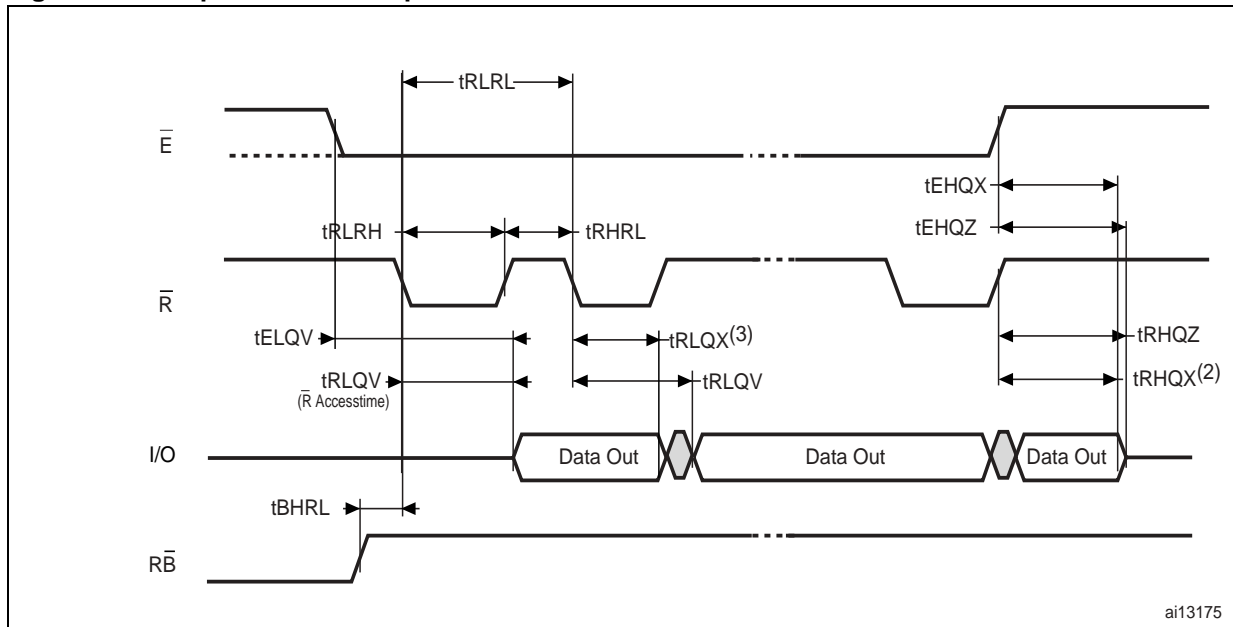 tRLRL
E̅
tEHQX
tEHQZ
tRLRH
tRHRL
R̅
tELQV
tRLQX(3)
tRHQZ
tRLQV
(R̅ Accesstime)
tRLQV
tRHQX(2)
I/O
Data Out
Data Out
Data Out
tBHRL
RB̅
ai13175